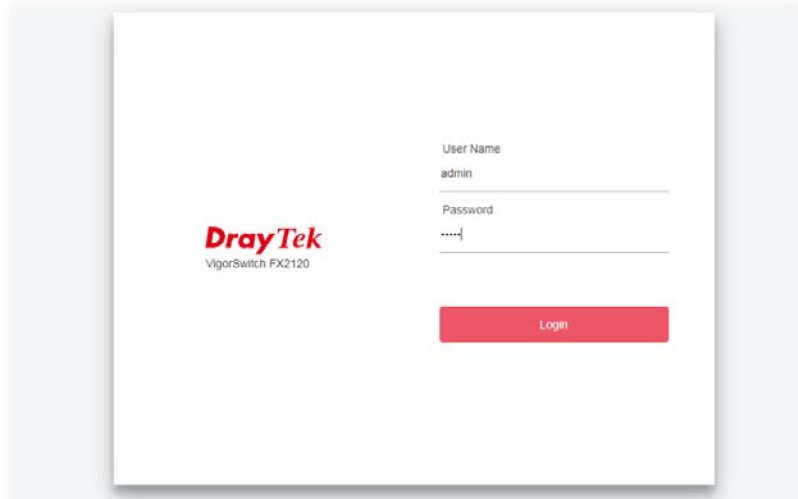 User Name
admin
Password
-----
DrayTek
VigorSwitch FX2120
Login